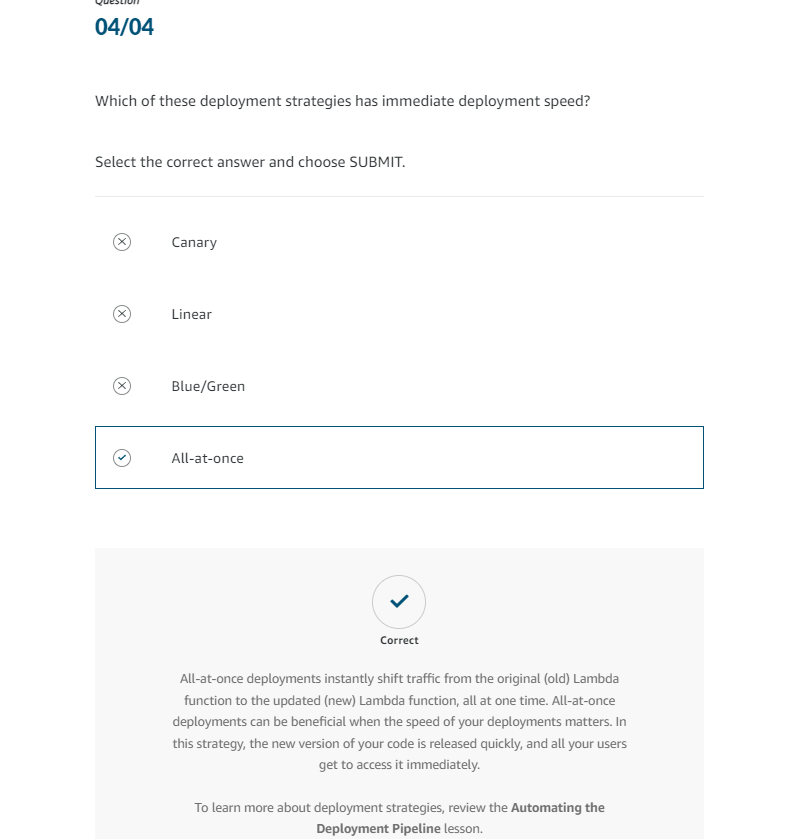 Question
04/04
Which of these deployment strategies has immediate deployment speed?
Select the correct answer and choose SUBMIT.
Canary
Linear
Blue/Green
All-at-once
Correct
All-at-once deployments instantly shift traffic from the original (old) Lambda
function to the updated (new) Lambda function, all at one time. All-at-once
deployments can be beneficial when the speed of your deployments matters. In
this strategy, the new version of your code is released quickly, and all your users
get to access it immediately.
To learn more about deployment strategies, review the Automating the
Deployment Pipeline lesson.